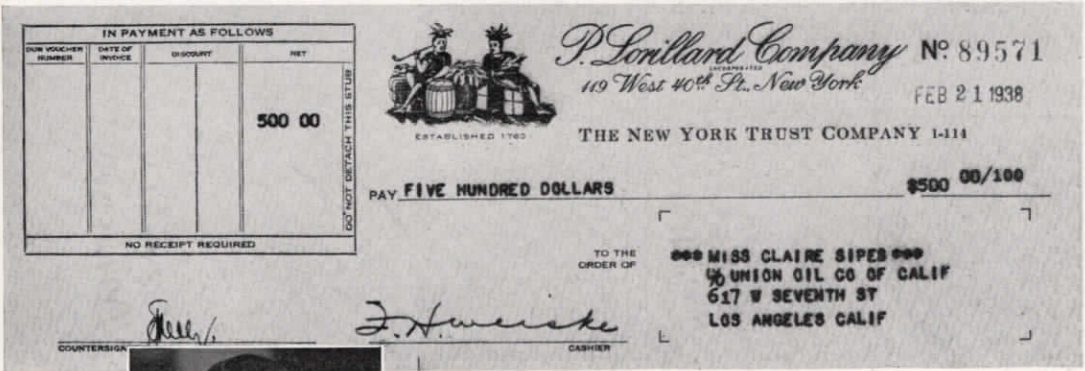 IN PAYMENT AS FOLLOWS
OUR VOUCHER NUMBER
DATE OF INVOICE
DISCOUNT
NET
500 00
DO NOT DETACH THIS STUB
NO RECEIPT REQUIRED
ESTABLISHED 1760
P. Lorillard Company
INCORPORATED
119 West 40th St., New York
Nº 89571
FEB 21 1938
THE NEW YORK TRUST COMPANY 1-114
PAY FIVE HUNDRED DOLLARS $500 00/100
TO THE
ORDER OF
*** MISS CLAIRE SIPES ***
℅ UNION OIL CO OF CALIF
617 W SEVENTH ST
LOS ANGELES CALIF
COUNTERSIGN
CASHIER